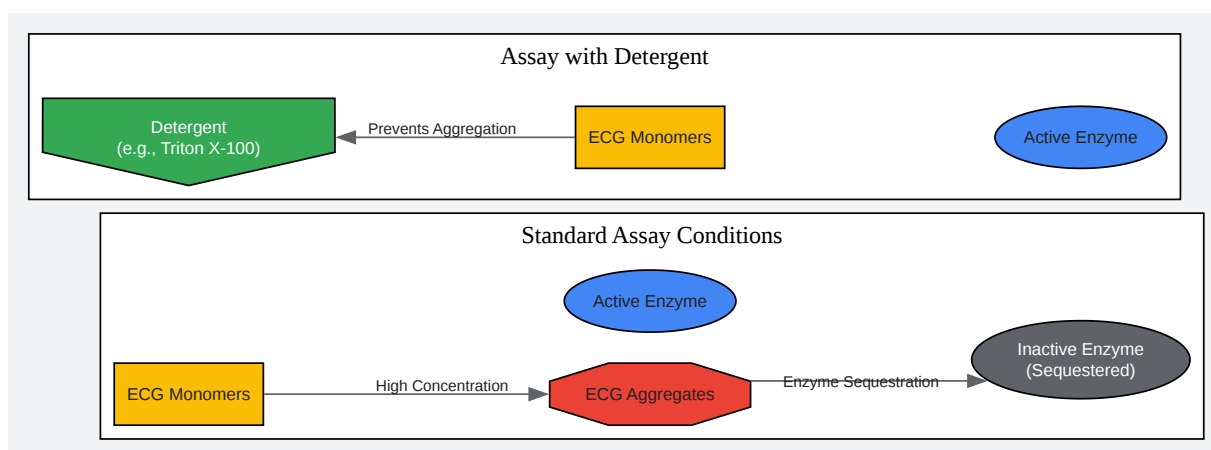 Assay with Detergent
Detergent
(e.g., Triton X-100)
Prevents Aggregation
ECG Monomers
Active Enzyme
Standard Assay Conditions
Active Enzyme
Inactive Enzyme
(Sequestered)
ECG Monomers
High Concentration
ECG Aggregates
Enzyme Sequestration